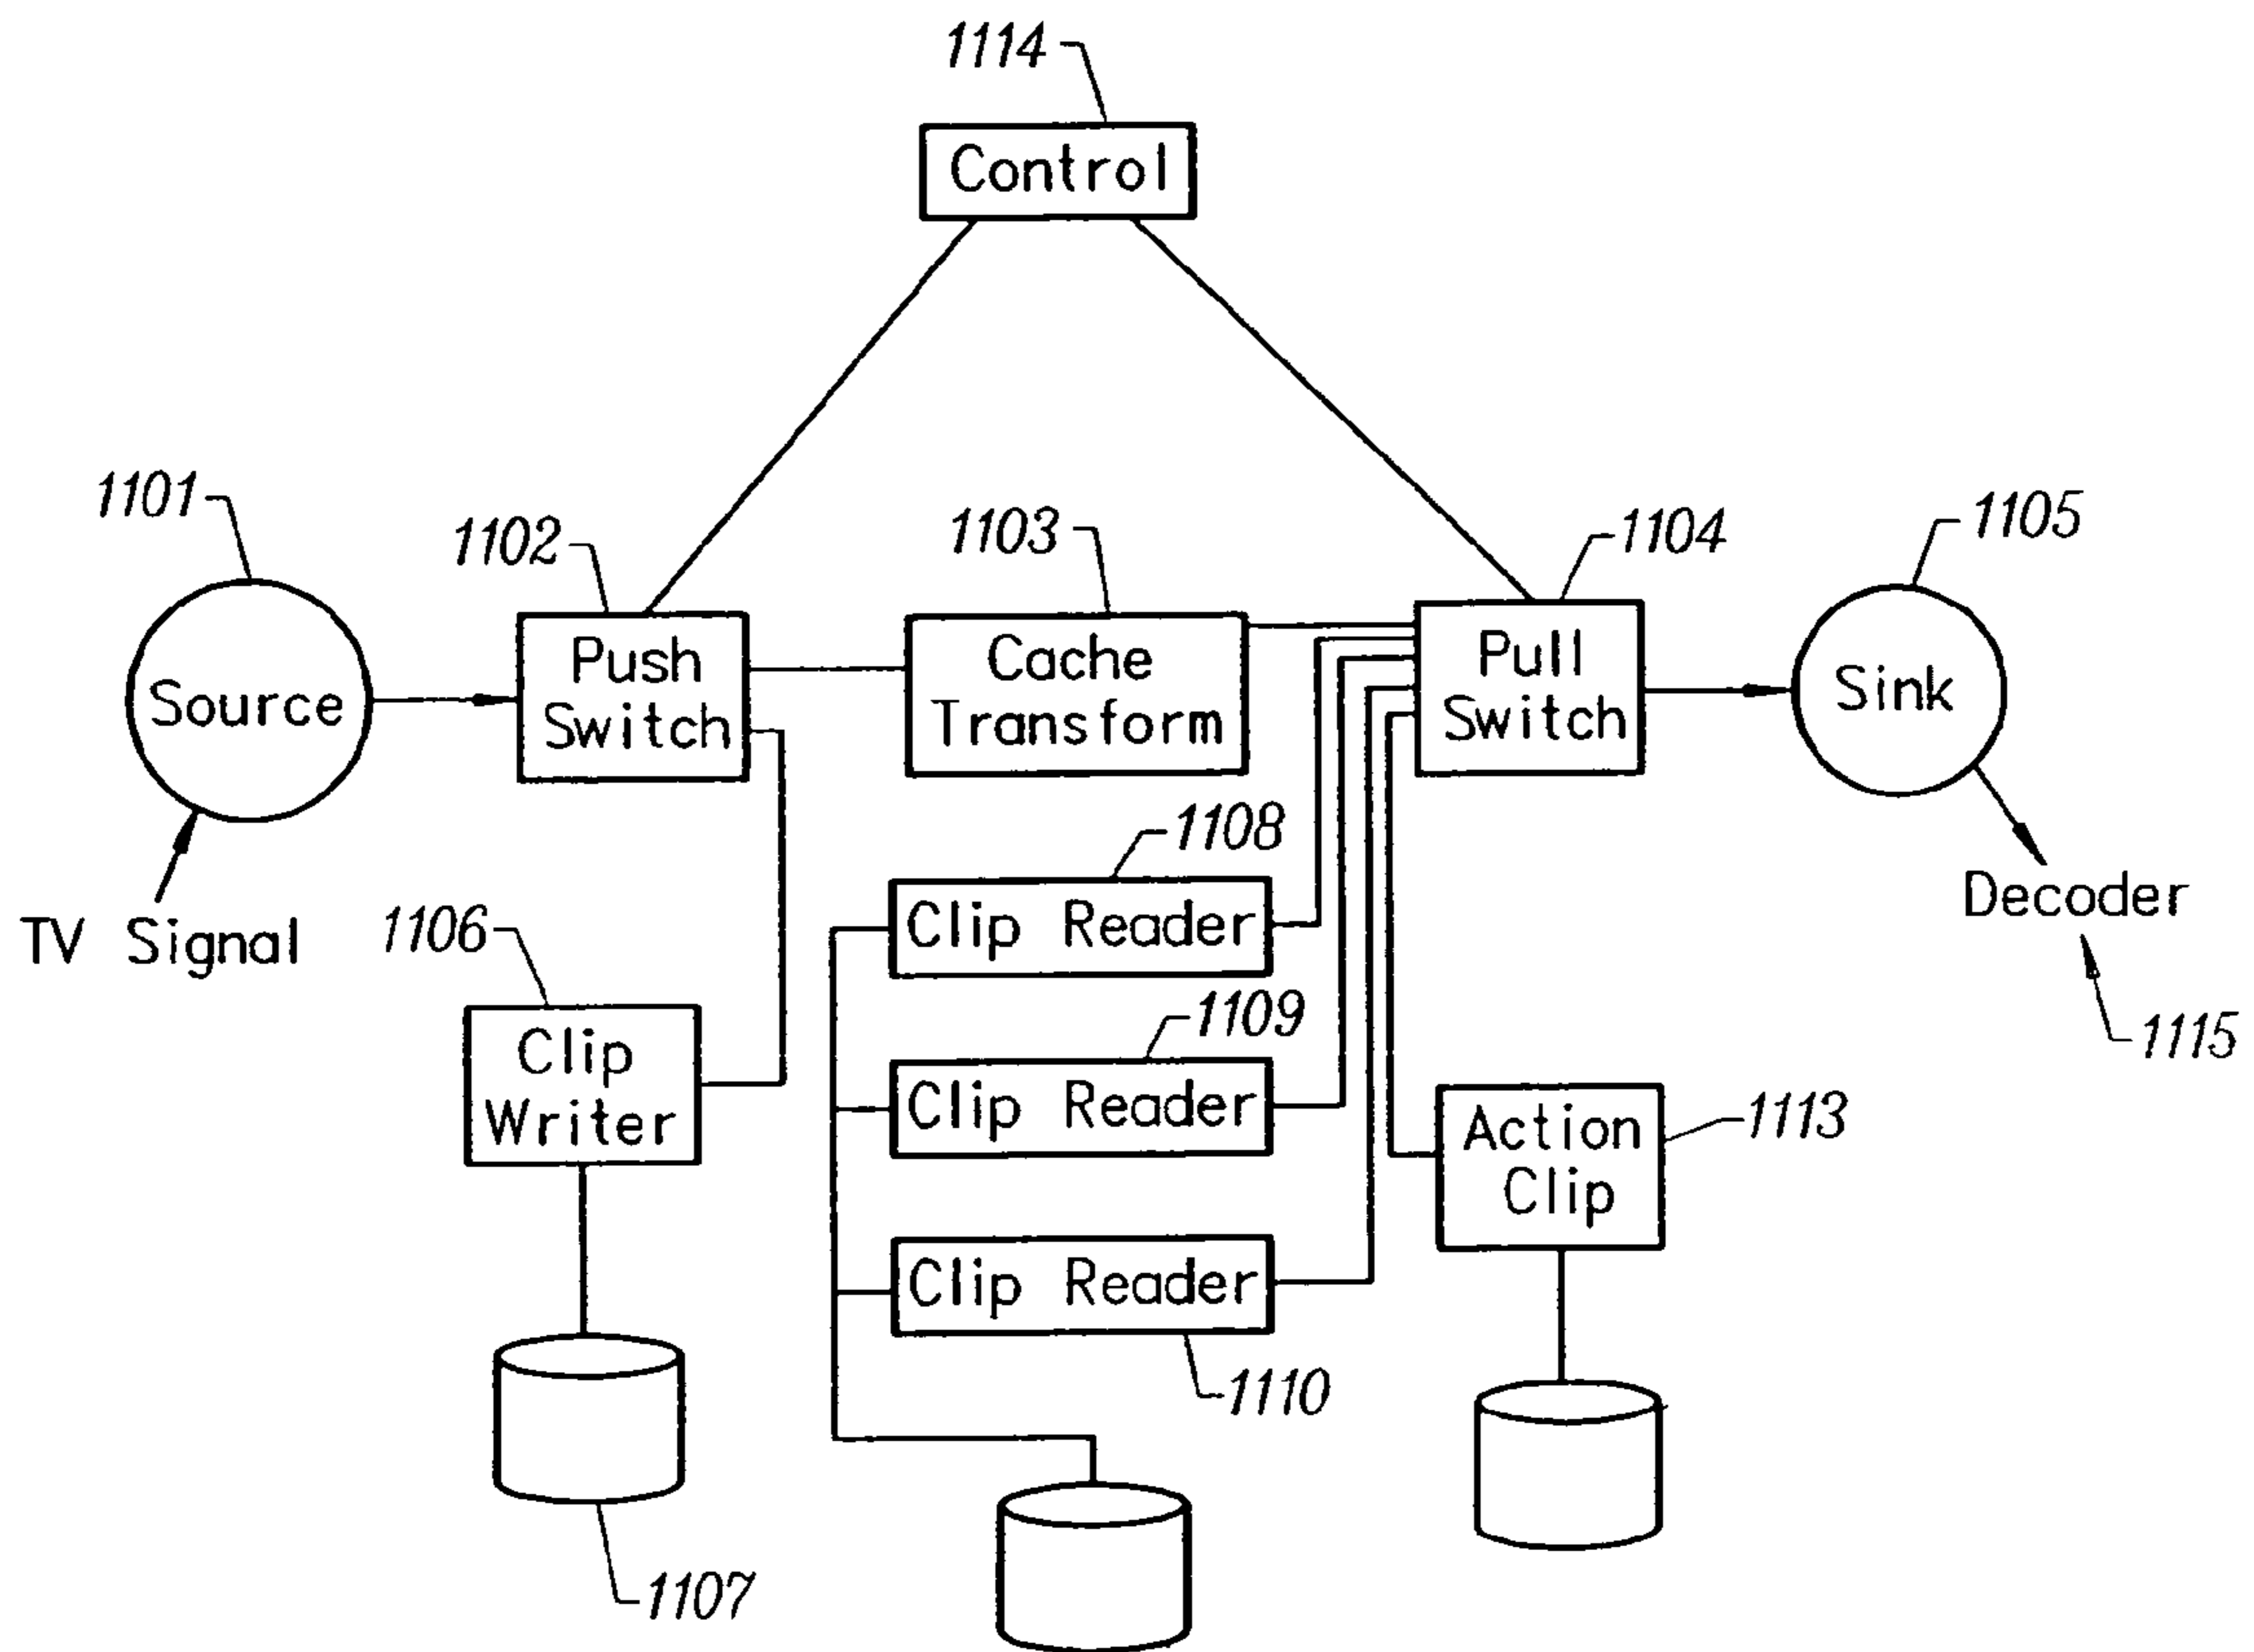 1114
Control
1101
1102
1103
1104
1105
Source
Push
Switch
Cache
Transform
Pull
Switch
Sink
TV Signal
1108
Clip Reader
Decoder
1106
1109
1115
Clip
Writer
Clip Reader
Action
Clip
1113
Clip Reader
1110
1107